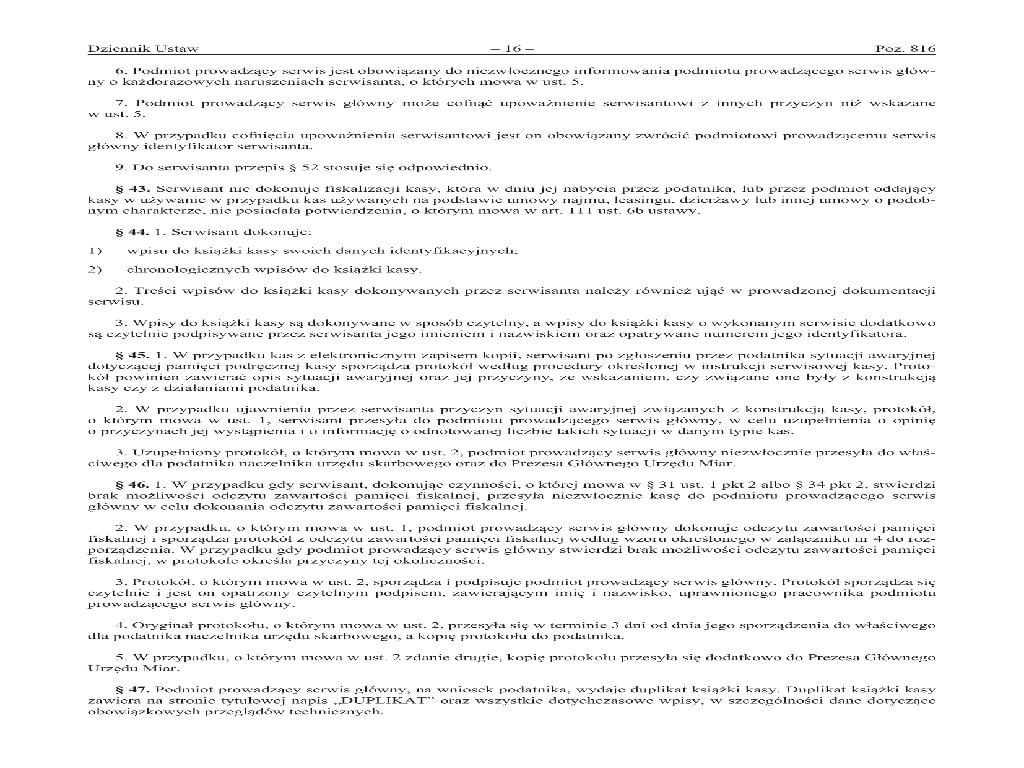 Dziennik Ustaw – 16 – Poz. 816
6. Podmiot prowadzący serwis jest obowiązany do niezwłocznego informowania podmiotu prowadzącego serwis głów-
ny o każdorazowych naruszeniach serwisanta, o których mowa w ust. 5.
7. Podmiot prowadzący serwis główny może cofnąć upoważnienie serwisantowi z innych przyczyn niż wskazane
w ust. 5.
8. W przypadku cofnięcia upoważnienia serwisantowi jest on obowiązany zwrócić podmiotowi prowadzącemu serwis
główny identyfikator serwisanta.
9. Do serwisanta przepis § 52 stosuje się odpowiednio.
§ 43. Serwisant nie dokonuje fiskalizacji kasy, która w dniu jej nabycia przez podatnika, lub przez podmiot oddający
kasy w używanie w przypadku kas używanych na podstawie umowy najmu, leasingu, dzierżawy lub innej umowy o podob-
nym charakterze, nie posiadała potwierdzenia, o którym mowa w art. 111 ust. 6b ustawy.
§ 44. 1. Serwisant dokonuje:
1) wpisu do książki kasy swoich danych identyfikacyjnych;
2) chronologicznych wpisów do książki kasy.
2. Treści wpisów do książki kasy dokonywanych przez serwisanta należy również ująć w prowadzonej dokumentacji
serwisu.
3. Wpisy do książki kasy są dokonywane w sposób czytelny, a wpisy do książki kasy o wykonanym serwisie dodatkowo
są czytelnie podpisywane przez serwisanta jego imieniem i nazwiskiem oraz opatrywane numerem jego identyfikatora.
§ 45. 1. W przypadku kas z elektronicznym zapisem kopii, serwisant po zgłoszeniu przez podatnika sytuacji awaryjnej
dotyczącej pamięci podręcznej kasy sporządza protokół według procedury określonej w instrukcji serwisowej kasy. Proto-
kół powinien zawierać opis sytuacji awaryjnej oraz jej przyczyny, ze wskazaniem, czy związane one były z konstrukcją
kasy czy z działaniami podatnika.
2. W przypadku ujawnienia przez serwisanta przyczyn sytuacji awaryjnej związanych z konstrukcją kasy, protokół,
o którym mowa w ust. 1, serwisant przesyła do podmiotu prowadzącego serwis główny, w celu uzupełnienia o opinię
o przyczynach jej wystąpienia i o informację o odnotowanej liczbie takich sytuacji w danym typie kas.
3. Uzupełniony protokół, o którym mowa w ust. 2, podmiot prowadzący serwis główny niezwłocznie przesyła do właś-
ciwego dla podatnika naczelnika urzędu skarbowego oraz do Prezesa Głównego Urzędu Miar.
§ 46. 1. W przypadku gdy serwisant, dokonując czynności, o której mowa w § 31 ust. 1 pkt 2 albo § 34 pkt 2, stwierdzi
brak możliwości odczytu zawartości pamięci fiskalnej, przesyła niezwłocznie kasę do podmiotu prowadzącego serwis
główny w celu dokonania odczytu zawartości pamięci fiskalnej.
2. W przypadku, o którym mowa w ust. 1, podmiot prowadzący serwis główny dokonuje odczytu zawartości pamięci
fiskalnej i sporządza protokół z odczytu zawartości pamięci fiskalnej według wzoru określonego w załączniku nr 4 do roz-
porządzenia. W przypadku gdy podmiot prowadzący serwis główny stwierdzi brak możliwości odczytu zawartości pamięci
fiskalnej, w protokole określa przyczyny tej okoliczności.
3. Protokół, o którym mowa w ust. 2, sporządza i podpisuje podmiot prowadzący serwis główny. Protokół sporządza się
czytelnie i jest on opatrzony czytelnym podpisem, zawierającym imię i nazwisko, uprawnionego pracownika podmiotu
prowadzącego serwis główny.
4. Oryginał protokołu, o którym mowa w ust. 2, przesyła się w terminie 3 dni od dnia jego sporządzenia do właściwego
dla podatnika naczelnika urzędu skarbowego, a kopię protokołu do podatnika.
5. W przypadku, o którym mowa w ust. 2 zdanie drugie, kopię protokołu przesyła się dodatkowo do Prezesa Głównego
Urzędu Miar.
§ 47. Podmiot prowadzący serwis główny, na wniosek podatnika, wydaje duplikat książki kasy. Duplikat książki kasy
zawiera na stronie tytułowej napis „DUPLIKAT” oraz wszystkie dotychczasowe wpisy, w szczególności dane dotyczące
obowiązkowych przeglądów technicznych.